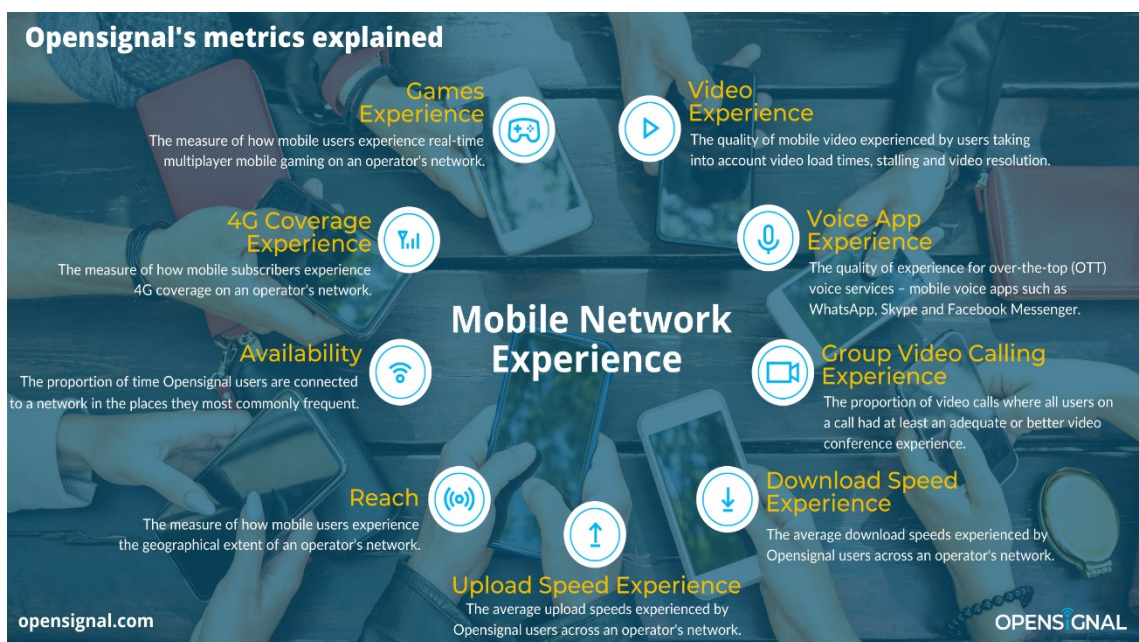 Opensignal's metrics explained
Games
Experience
The measure of how mobile users experience real-time
multiplayer mobile gaming on an operator's network.
Video
Experience
The quality of mobile video experienced by users taking
into account video load times, stalling and video resolution.
4G Coverage
Experience
The measure of how mobile subscribers experience
4G coverage on an operator's network.
Voice App
Experience
The quality of experience for over-the-top (OTT)
voice services – mobile voice apps such as
WhatsApp, Skype and Facebook Messenger.
Mobile Network
Experience
Availability
The proportion of time Opensignal users are connected
to a network in the places they most commonly frequent.
Group Video Calling
Experience
The proportion of video calls where all users on
a call had at least an adequate or better video
conference experience.
Reach
The measure of how mobile users experience
the geographical extent of an operator's network.
Download Speed
Experience
The average download speeds experienced by
Opensignal users across an operator's network.
Upload Speed Experience
The average upload speeds experienced by
Opensignal users across an operator's network.
opensignal.com
OPENSIGNAL